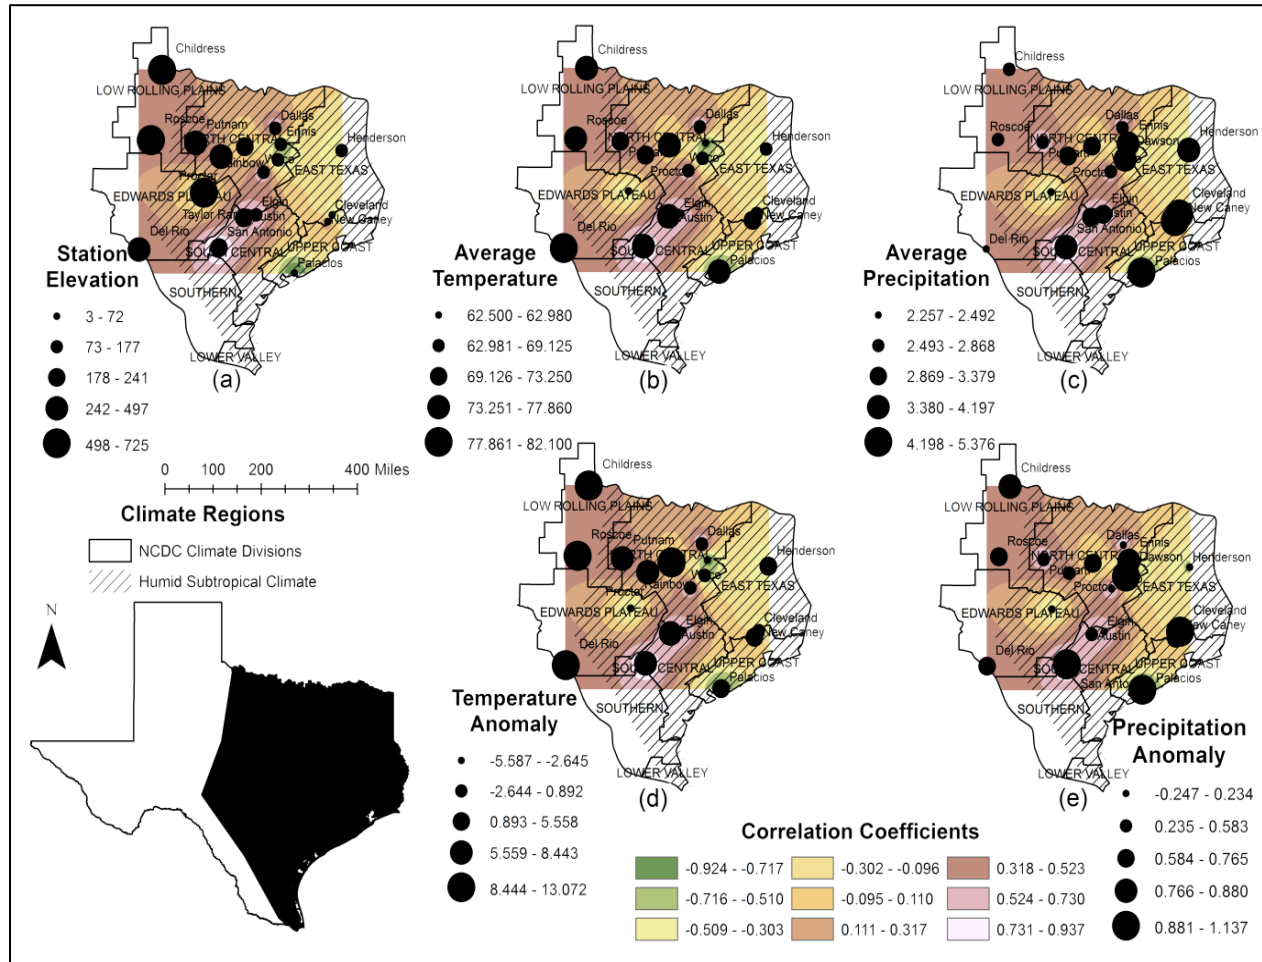 Childress
LOW ROLLING PLAINS
Roscoe
Putnam
Dallas
NORTH CENTRAL
Ennis
Henderson
Rainbow
Waco
Proctor
EAST TEXAS
EDWARDS PLATEAU
Elgin
Cleveland
Taylor Ran
Austin
New Caney
Del Rio
San Antonio
UPPER COAST
SOUTH CENTRAL
Palacios
SOUTHERN
LOWER VALLEY
(a)
Station
Elevation
3 - 72
73 - 177
178 - 241
242 - 497
498 - 725
Childress
LOW ROLLING PLAINS
Roscoe
Dallas
NORTH CENTRAL
Henderson
Waco
Proctor
EAST TEXAS
EDWARDS PLATEAU
Elgin
Cleveland
Austin
New Caney
Del Rio
UPPER COAST
SOUTH CENTRAL
Palacios
SOUTHERN
LOWER VALLEY
(b)
Average
Temperature
62.500 - 62.980
62.981 - 69.125
69.126 - 73.250
73.251 - 77.860
77.861 - 82.100
Childress
LOW ROLLING PLAINS
Roscoe
Dallas
Ennis
NORTH CENTRAL
Dawson
Henderson
Putnam
Proctor
EAST TEXAS
EDWARDS PLATEAU
Elgin
Cleveland
Austin
New Caney
San Antonio
Del Rio
UPPER COAST
SOUTH CENTRAL
Palacios
SOUTHERN
LOWER VALLEY
(c)
Average
Precipitation
2.257 - 2.492
2.493 - 2.868
2.869 - 3.379
3.380 - 4.197
4.198 - 5.376
0 100 200 400 Miles
Climate Regions
NCDC Climate Divisions
Humid Subtropical Climate
N
Childress
LOW ROLLING PLAINS
Roscoe
Putnam
Dallas
NORTH CENTRAL
Henderson
Waco
Rainbow
Proctor
EAST TEXAS
EDWARDS PLATEAU
Elgin
Cleveland
Austin
New Caney
Del Rio
SOUTH CENTRAL
UPPER COAST
Palacios
SOUTHERN
LOWER VALLEY
(d)
Temperature
Anomaly
-5.587 - -2.645
-2.644 - 0.892
0.893 - 5.558
5.559 - 8.443
8.444 - 13.072
Childress
LOW ROLLING PLAINS
Roscoe
Dallas
Ennis
NORTH CENTRAL
Dawson
Henderson
Putnam
Proctor
EAST TEXAS
EDWARDS PLATEAU
Elgin
Cleveland
Austin
New Caney
Del Rio
SOUTH CENTRAL
UPPER COAST
San Anto
Palacios
SOUTHERN
LOWER VALLEY
(e)
Precipitation
Anomaly
-0.247 - 0.234
0.235 - 0.583
0.584 - 0.765
0.766 - 0.880
0.881 - 1.137
Correlation Coefficients
-0.924 - -0.717
-0.716 - -0.510
-0.509 - -0.303
-0.302 - -0.096
-0.095 - 0.110
0.111 - 0.317
0.318 - 0.523
0.524 - 0.730
0.731 - 0.937